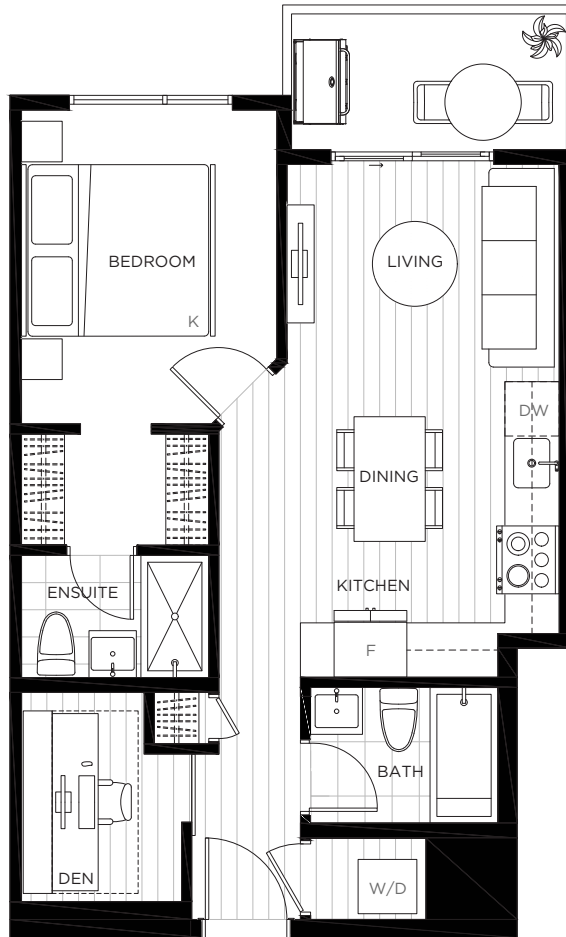 BEDROOM
LIVING
K
DW
DINING
KITCHEN
ENSUITE
F
BATH
DEN
W/D